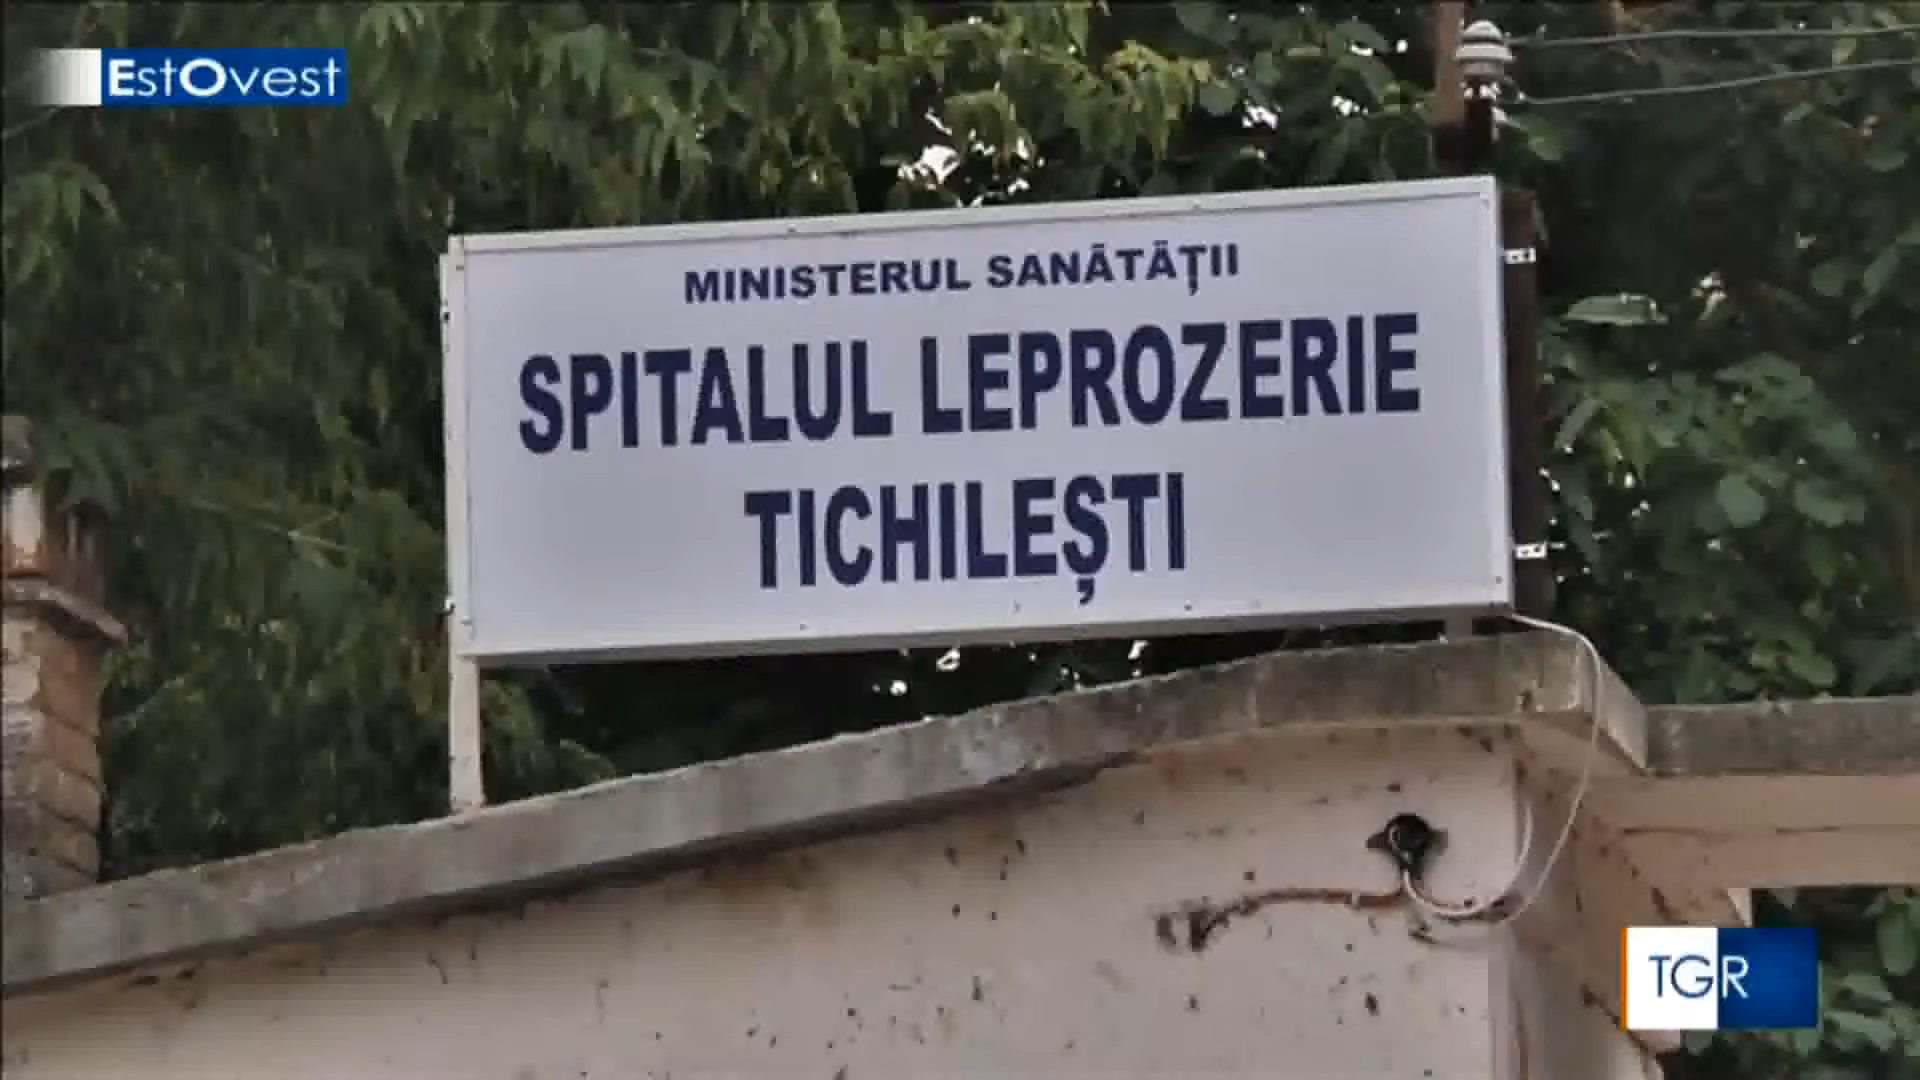 EstOvest
MINISTERUL SANĂTĂȚII
SPITALUL LEPROZERIE
TICHILEȘTI
TGR